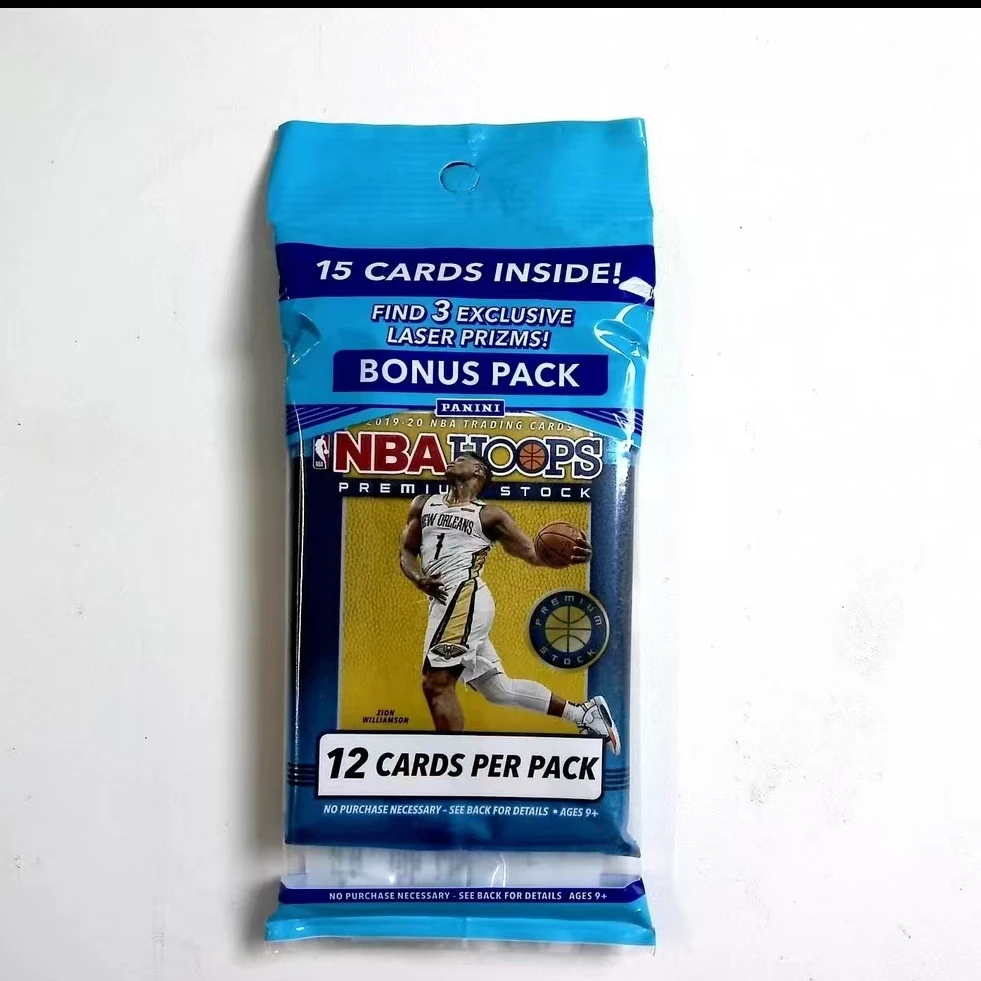 15 CARDS INSIDE!
FIND 3 EXCLUSIVE
LASER PRIZMS!
BONUS PACK
PANINI
2019-20 NBA TRADING CARDS
NBA HOOPS
NBA
PREMIUM STOCK
NEW ORLEANS
1
PREMIUM
STOCK
ZION
WILLIAMSON
12 CARDS PER PACK
NO PURCHASE NECESSARY – SEE BACK FOR DETAILS • AGES 9+
NO PURCHASE NECESSARY - SEE BACK FOR DETAILS AGES 9+